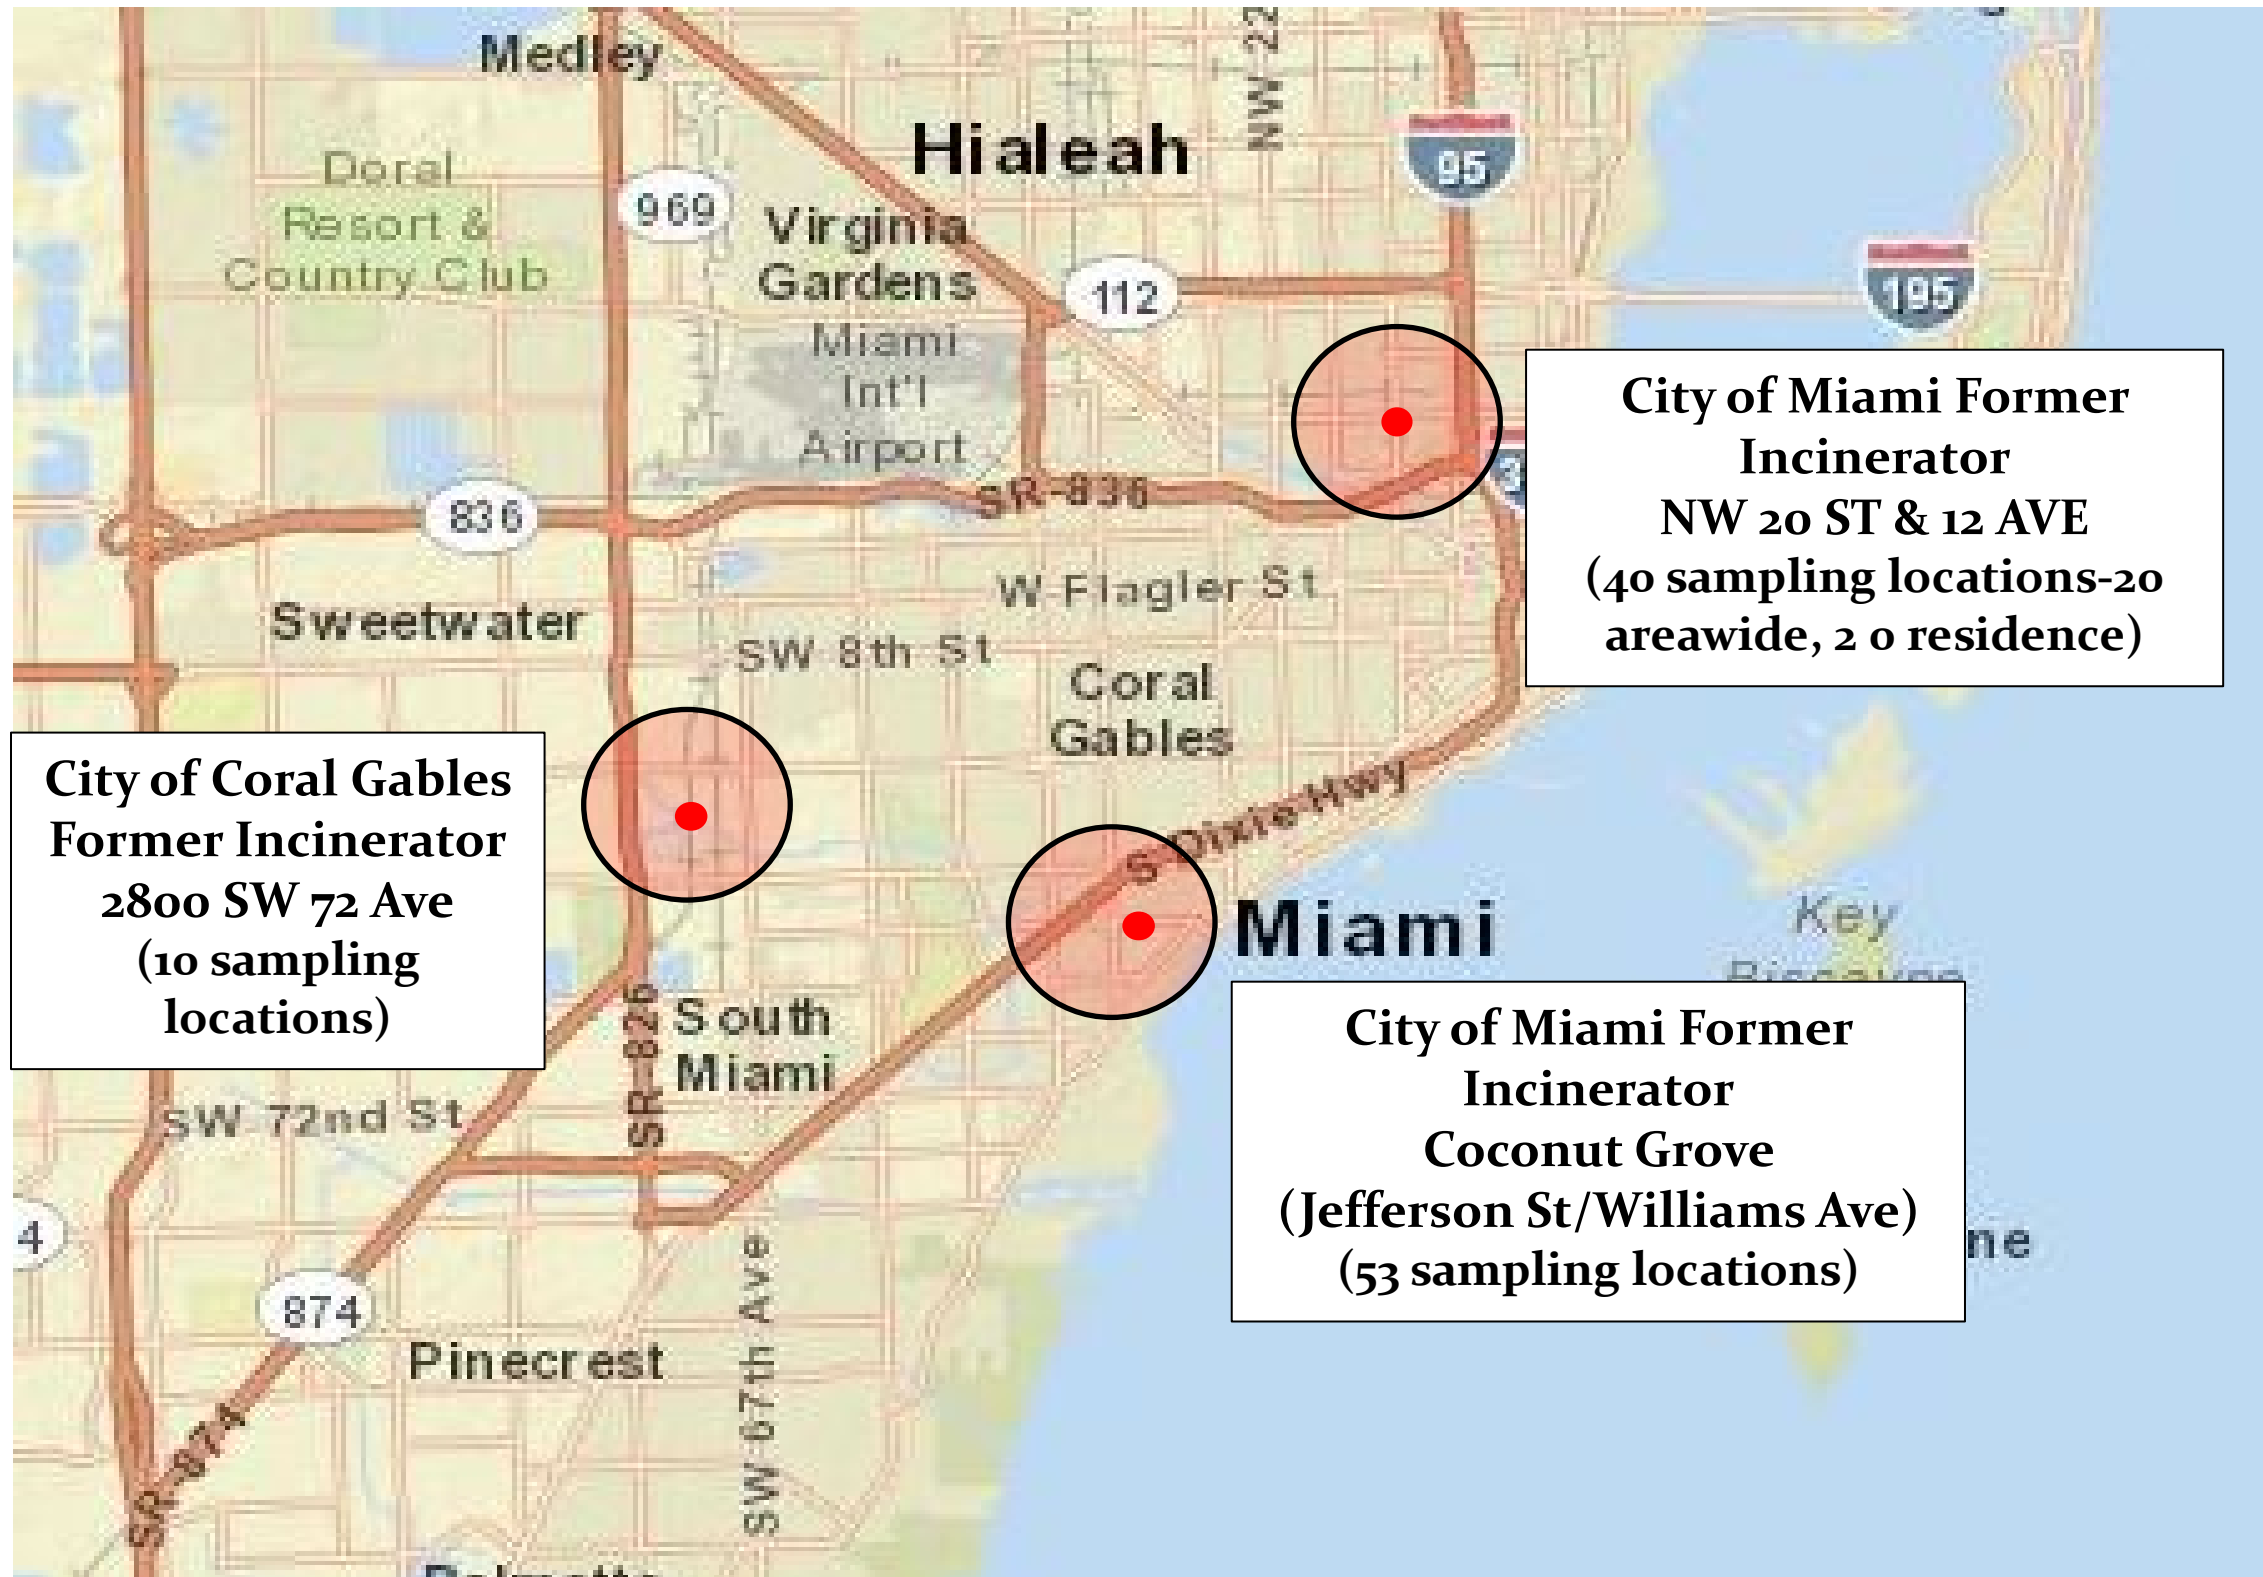 Medley
NW 22
Hialeah
95
Doral
Resort &
Country Club
969
Virginia
Gardens
112
195
Miami
Int'l
Airport
City of Miami Former
Incinerator
NW 20 ST & 12 AVE
(40 sampling locations-20
areawide, 2 0 residence)
836
SR-836
W Flagler St
Sweetwater
SW 8th St
Coral
Gables
City of Coral Gables
Former Incinerator
2800 SW 72 Ave
(10 sampling
locations)
S Dixie Hwy
Miami
Key
Biscayne
SR-826
South
Miami
City of Miami Former
Incinerator
Coconut Grove
(Jefferson St/Williams Ave)
(53 sampling locations)
SW 72nd St
4
ne
874
Pinecrest
SW 67th Ave
SR-874